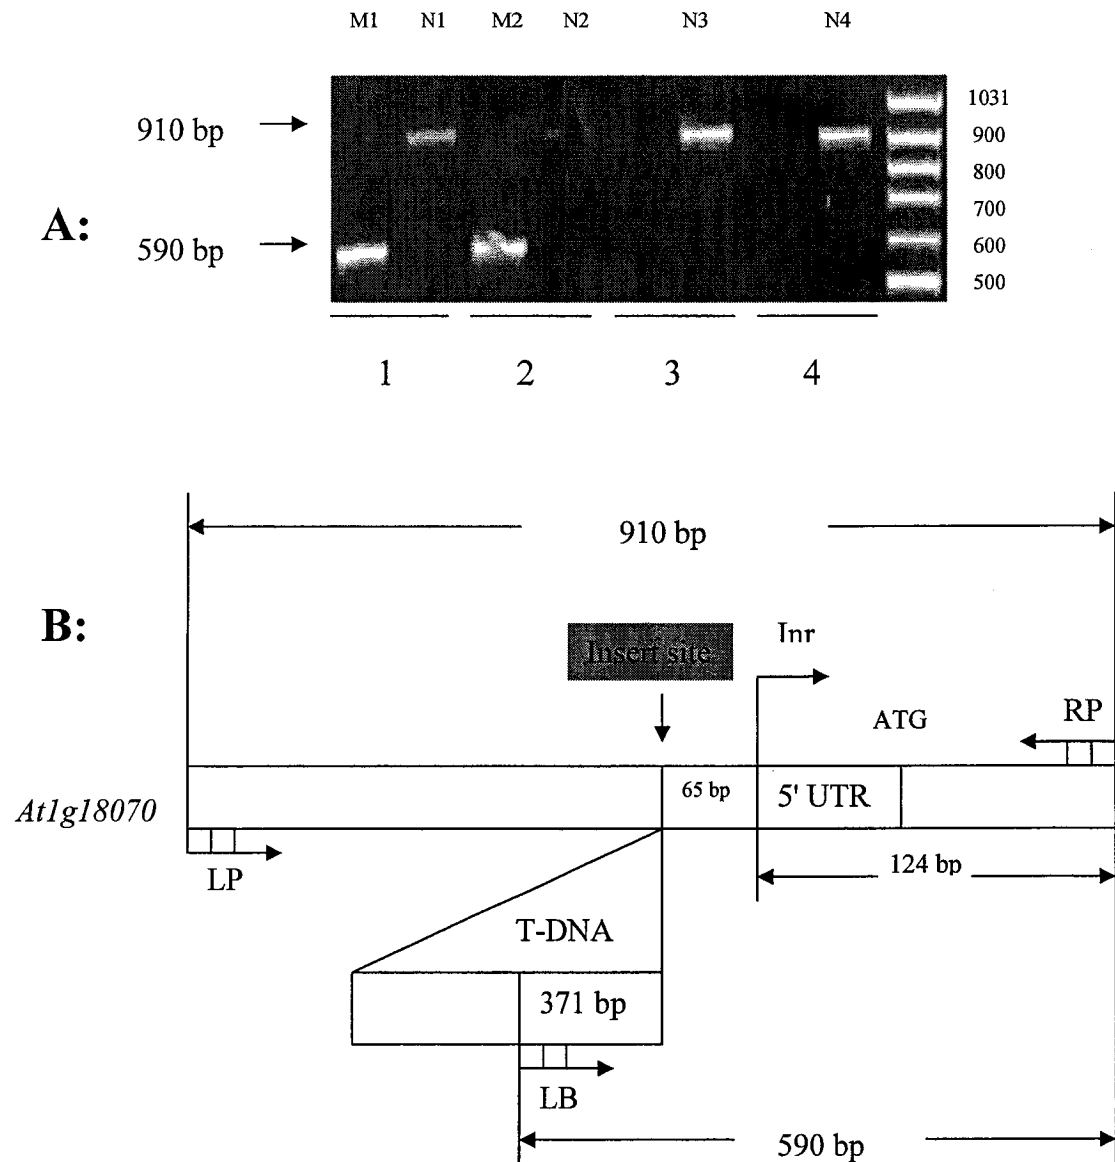 M1 N1 M2 N2 N3 N4
910 bp
590 bp
A:
1031
900
800
700
600
500
1 2 3 4
910 bp
B:
Insert site
Inr
ATG
RP
At1g18070
65 bp
5' UTR
LP
124 bp
T-DNA
371 bp
LB
590 bp